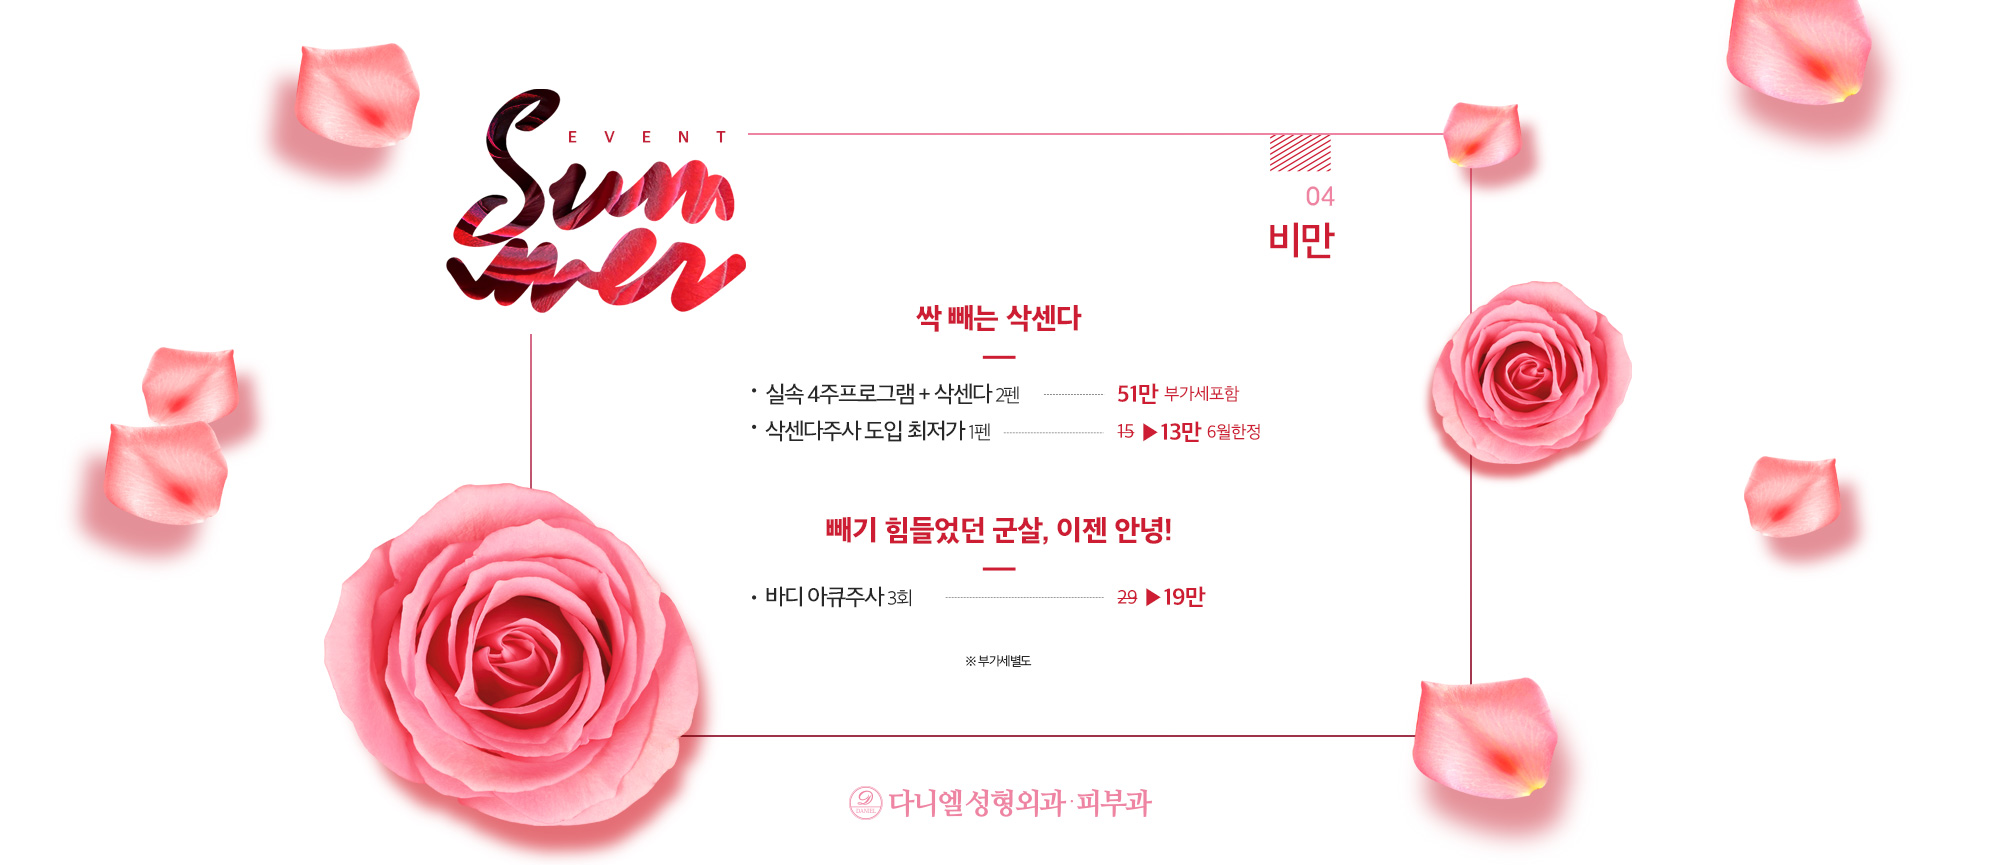 EVENT
Sum
mer
04
비만
싹 빼는 삭센다
• 실속 4주프로그램 + 삭센다 2펜 51만 부가세포함
• 삭센다주사 도입 최저가 1펜 15 ▶13만 6월한정
빼기 힘들었던 군살, 이젠 안녕!
• 바디 아큐주사 3회 29 ▶19만
※ 부가세별도
DANIEL 다니엘성형외과·피부과